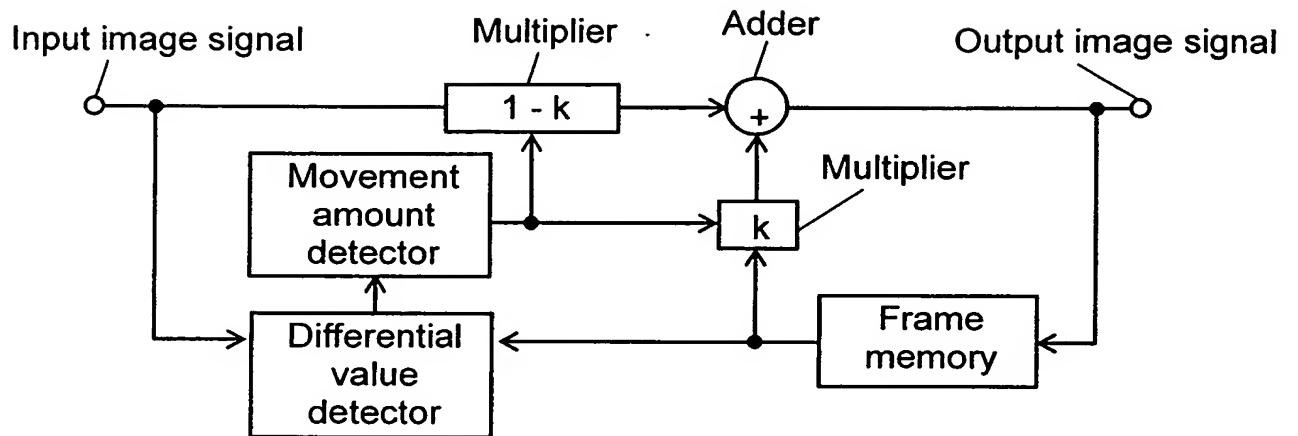 Input image signal
Multiplier
Adder
Output image signal
1 - k
+
Movement
amount
detector
Multiplier
k
Differential
value
detector
Frame
memory